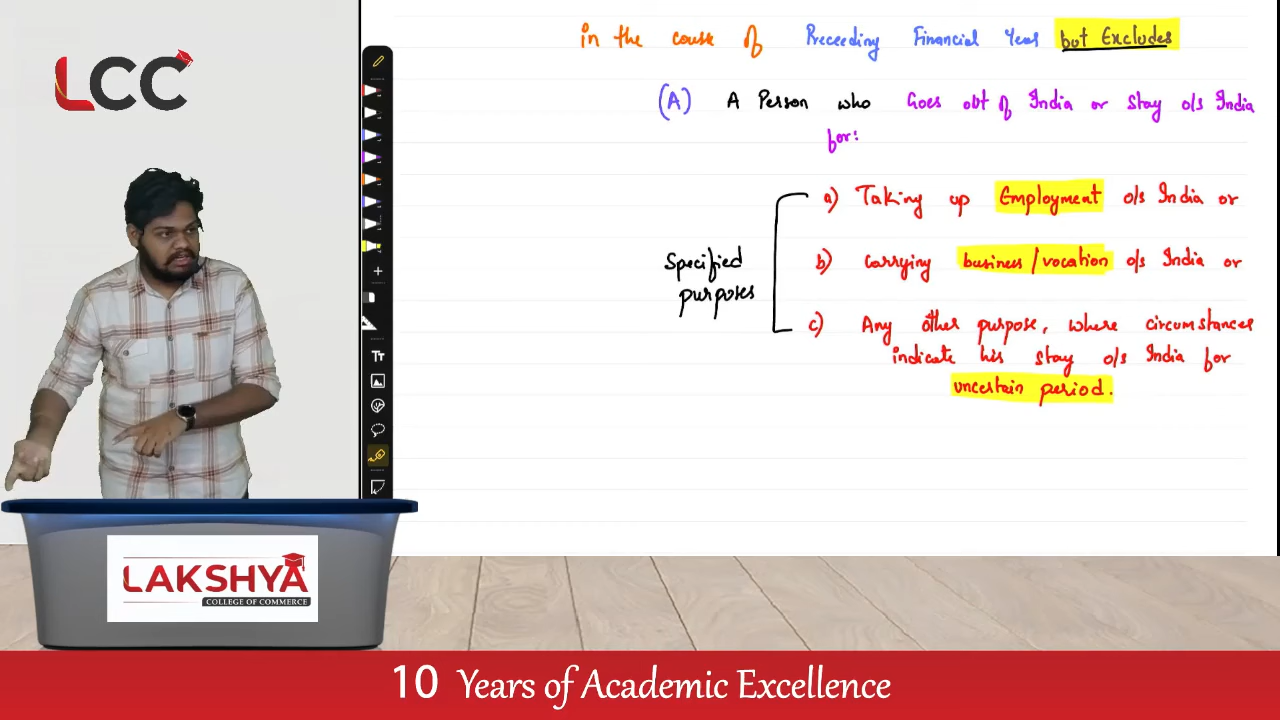 LCC
in the course of Preceeding Financial Year but Excludes
(A) A Person who Goes out of India or stay o/s India
for:
a) Taking up Employment o/s India or
b) carrying business/vocation o/s India or
Specified
purposes
c) Any other purpose, where circumstances
indicate his stay o/s India for
uncertain period.
Tт
LAKSHYA
COLLEGE OF COMMERCE
10 Years of Academic Excellence